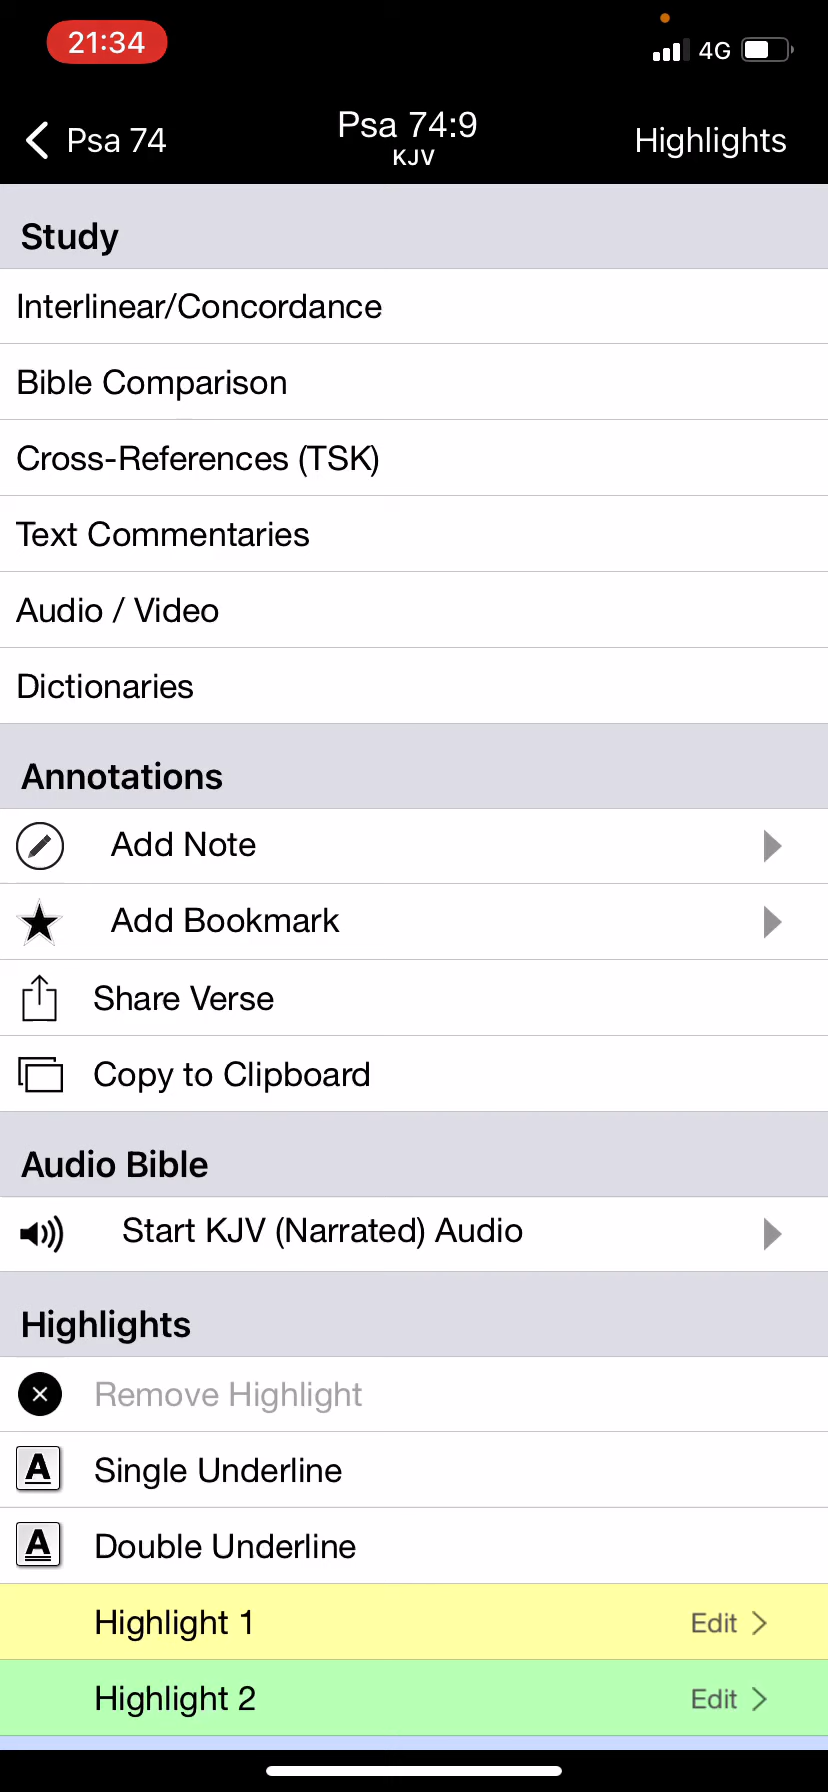 21:34
4G
Psa 74
Psa 74:9
KJV
Highlights
Study
Interlinear/Concordance
Bible Comparison
Cross-References (TSK)
Text Commentaries
Audio / Video
Dictionaries
Annotations
Add Note
Add Bookmark
Share Verse
Copy to Clipboard
Audio Bible
Start KJV (Narrated) Audio
Highlights
Remove Highlight
A Single Underline
A Double Underline
Highlight 1 Edit
Highlight 2 Edit